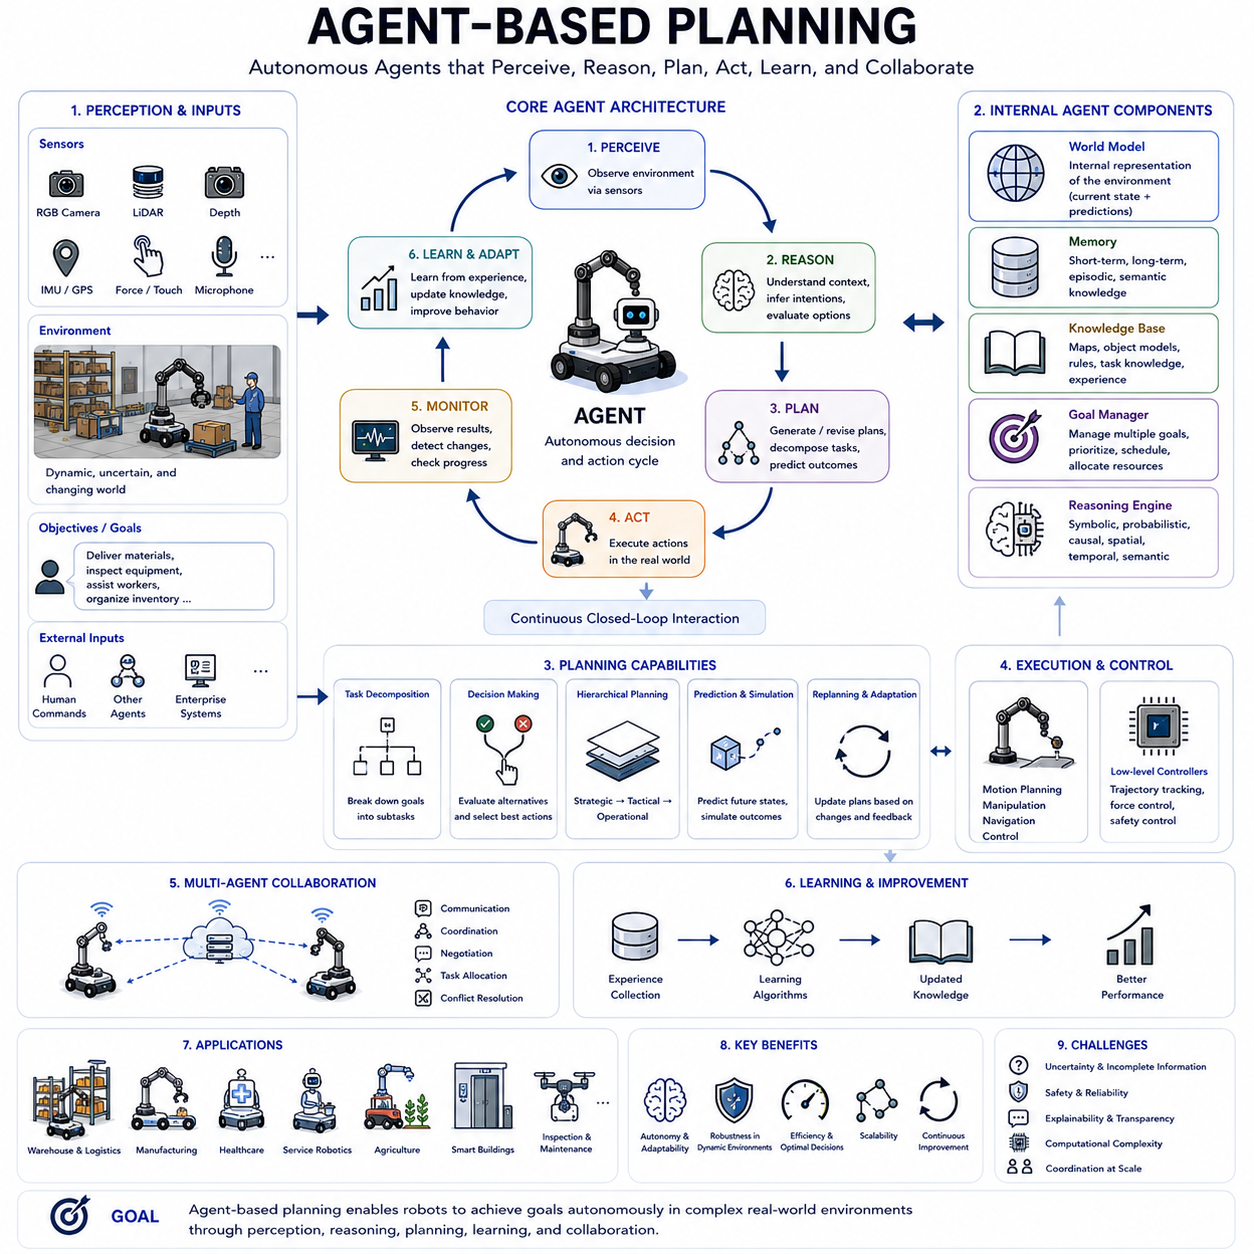 AGENT-BASED PLANNING
Autonomous Agents that Perceive, Reason, Plan, Act, Learn, and Collaborate
1. PERCEPTION & INPUTS
Sensors
RGB Camera
LiDAR
Depth
IMU / GPS
Force / Touch
Microphone
...
Environment
Dynamic, uncertain, and
changing world
Objectives / Goals
Deliver materials,
inspect equipment,
assist workers,
organize inventory ...
External Inputs
Human
Commands
Other
Agents
Enterprise
Systems
...
CORE AGENT ARCHITECTURE
1. PERCEIVE
Observe environment
via sensors
2. REASON
Understand context,
infer intentions,
evaluate options
3. PLAN
Generate / revise plans,
decompose tasks,
predict outcomes
4. ACT
Execute actions
in the real world
5. MONITOR
Observe results,
detect changes,
check progress
6. LEARN & ADAPT
Learn from experience,
update knowledge,
improve behavior
AGENT
Autonomous decision
and action cycle
Continuous Closed-Loop Interaction
2. INTERNAL AGENT COMPONENTS
World Model
Internal representation
of the environment
(current state +
predictions)
Memory
Short-term, long-term,
episodic, semantic
knowledge
Knowledge Base
Maps, object models,
rules, task knowledge,
experience
Goal Manager
Manage multiple goals,
prioritize, schedule,
allocate resources
Reasoning Engine
Symbolic, probabilistic,
causal, spatial,
temporal, semantic
3. PLANNING CAPABILITIES
Task Decomposition
Break down goals
into subtasks
Decision Making
Evaluate alternatives
and select best actions
Hierarchical Planning
Strategic → Tactical →
Operational
Prediction & Simulation
Predict future states,
simulate outcomes
Replanning & Adaptation
Update plans based on
changes and feedback
4. EXECUTION & CONTROL
Motion Planning
Manipulation
Navigation
Control
Low-level Controllers
Trajectory tracking,
force control,
safety control
5. MULTI-AGENT COLLABORATION
Communication
Coordination
Negotiation
Task Allocation
Conflict Resolution
6. LEARNING & IMPROVEMENT
Experience
Collection
Learning
Algorithms
Updated
Knowledge
Better
Performance
7. APPLICATIONS
Warehouse & Logistics
Manufacturing
Healthcare
Service Robotics
Agriculture
Smart Buildings
Inspection &
Maintenance
...
8. KEY BENEFITS
Autonomy &
Adaptability
Robustness in
Dynamic Environments
Efficiency &
Optimal Decisions
Scalability
Continuous
Improvement
9. CHALLENGES
Uncertainty & Incomplete Information
Safety & Reliability
Explainability & Transparency
Computational Complexity
Coordination at Scale
GOAL
Agent-based planning enables robots to achieve goals autonomously in complex real-world environments
through perception, reasoning, planning, learning, and collaboration.